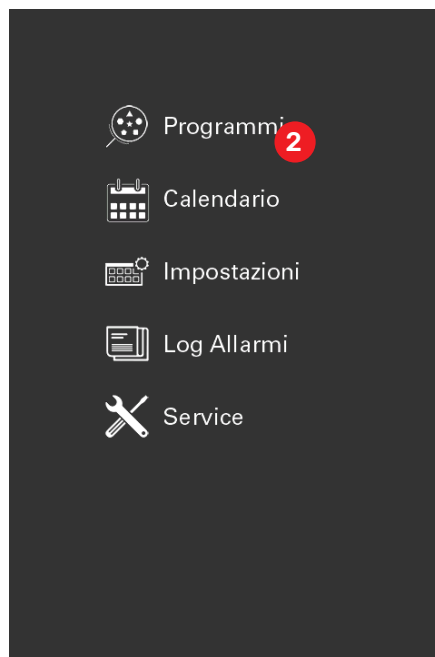 Programmi
2
Calendario
Impostazioni
Log Allarmi
Service